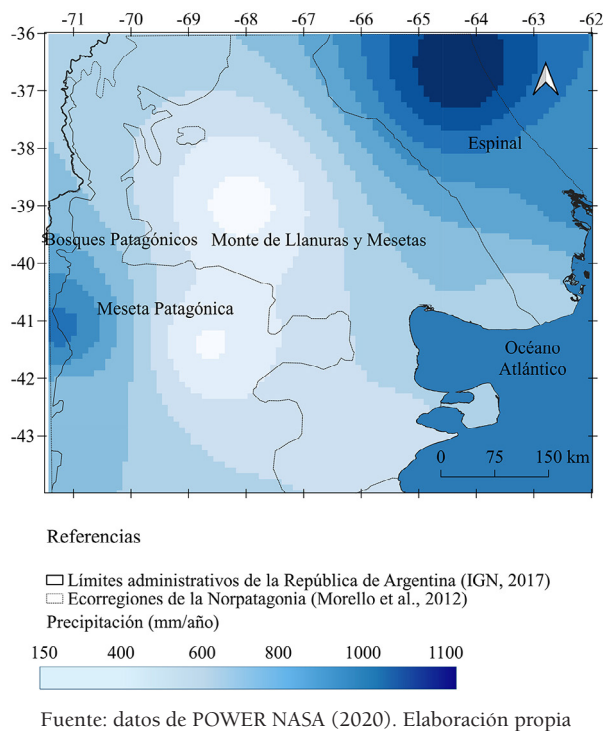 -71 -70 -69 -68 -67 -66 -65 -64 -63 -62
-36
-37
-38
-39
-40
-41
-42
-43
Espinal
Bosques Patagónicos
Monte de Llanuras y Mesetas
Meseta Patagónica
Océano
Atlántico
0 75 150 km
Referencias
Límites administrativos de la República de Argentina (IGN, 2017)
Ecorregiones de la Norpatagonia (Morello et al., 2012)
Precipitación (mm/año)
150 400 600 800 1000 1100
Fuente: datos de POWER NASA (2020). Elaboración propia